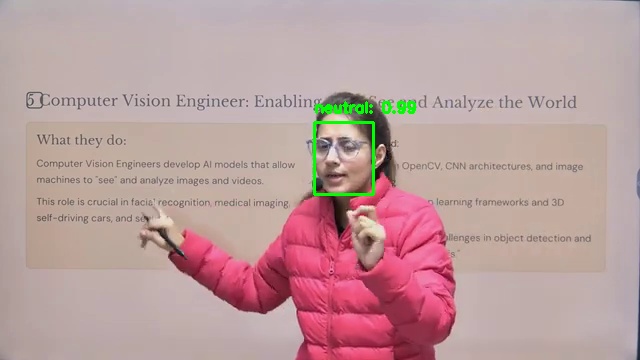 5 Computer Vision Engineer: Enabling
nd Analyze the World
neutral: 0.99
What they do:
Computer Vision Engineers develop AI models that allow
machines to "see" and analyze images and videos.
This role is crucial in facial recognition, medical imaging,
self-driving cars, and se
d:
OpenCV, CNN architectures, and image
learning frameworks and 3D
allenges in object detection and